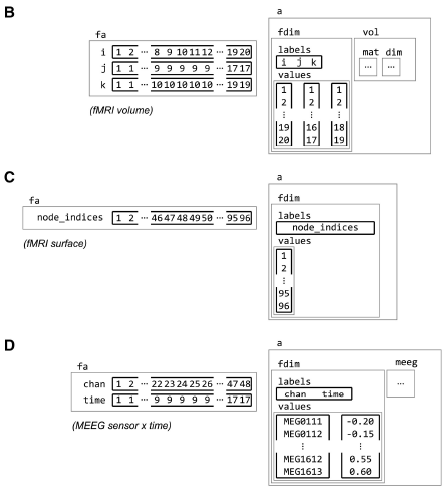 B
fa
i 1 2 ... 8 9 10 11 12 ... 19 20
j 1 1 ... 9 9 9 9 9 ... 17 17
k 1 1 ... 10 10 10 10 10 ... 19 19
(fMRI volume)
a
fdim
labels
i j k
values
1 1 1
2 2 2
⋮ ⋮ ⋮
19 16 18
20 17 19
vol
mat dim
... ...
C
fa
node_indices 1 2 ... 46 47 48 49 50 ... 95 96
(fMRI surface)
a
fdim
labels
node_indices
values
1
2
⋮
95
96
D
fa
chan 1 2 ... 22 23 24 25 26 ... 47 48
time 1 1 ... 9 9 9 9 9 ... 17 17
(MEEG sensor x time)
a
fdim
labels
chan time
values
MEG0111 -0.20
MEG0112 -0.15
⋮ ⋮
MEG1612 0.55
MEG1613 0.60
meeg
...